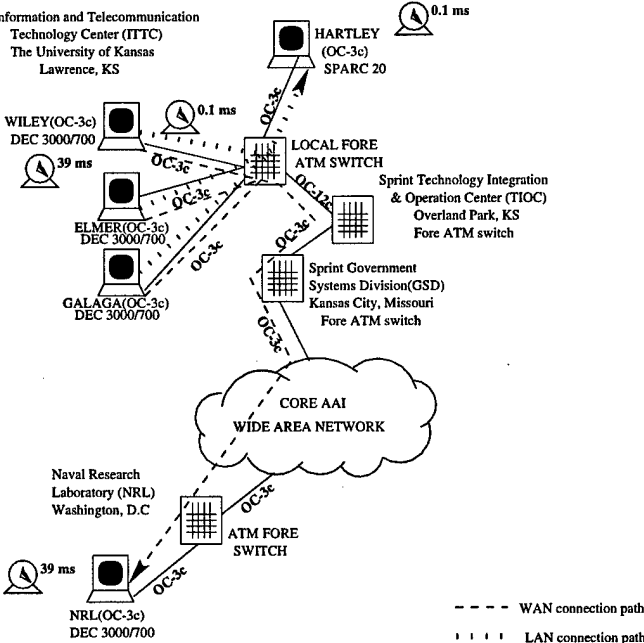 nformation and Telecommunication
Technology Center (ITTC)
The University of Kansas
Lawrence, KS
0.1 ms
HARTLEY
(OC-3c)
SPARC 20
OC-3c
WILEY(OC-3c)
DEC 3000/700
0.1 ms
OC-3c
LOCAL FORE
ATM SWITCH
39 ms
OC-3c
ELMER(OC-3c)
DEC 3000/700
OC-3c
GALAGA(OC-3c)
DEC 3000/700
OC-12c
Sprint Technology Integration
& Operation Center (TIOC)
Overland Park, KS
Fore ATM switch
OC-3c
Sprint Government
Systems Division(GSD)
Kansas City, Missouri
Fore ATM switch
OC-3c
CORE AAI
WIDE AREA NETWORK
Naval Research
Laboratory (NRL)
Washington, D.C
OC-3c
ATM FORE
SWITCH
39 ms
OC-3c
NRL(OC-3c)
DEC 3000/700
WAN connection path
LAN connection path